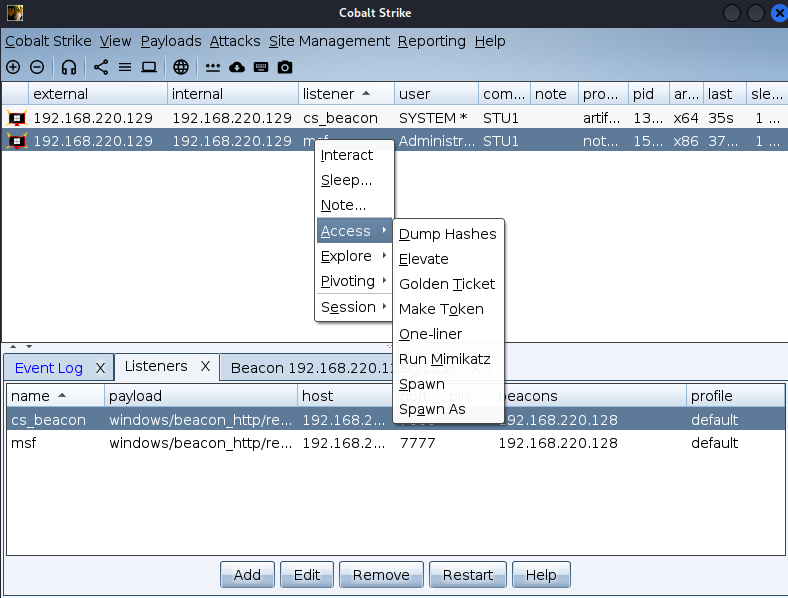 Cobalt Strike
Cobalt Strike View Payloads Attacks Site Management Reporting Help
external internal listener user com... note pro... pid ar... last sle...
192.168.220.129 192.168.220.129 cs_beacon SYSTEM * STU1 artif... 13... x64 35s 1 ...
192.168.220.129 192.168.220.129 msf Administr... STU1 not... 15... x86 37... 1 ...
Interact
Sleep...
Note...
Access
Explore
Pivoting
Session
Dump Hashes
Elevate
Golden Ticket
Make Token
One-liner
Run Mimikatz
Spawn
Spawn As
Event Log X Listeners X Beacon 192.168.220.12
name payload host beacons profile
cs_beacon windows/beacon_http/re... 192.168.2... 192.168.220.128 default
msf windows/beacon_http/re... 192.168.2... 7777 192.168.220.128 default
Add Edit Remove Restart Help